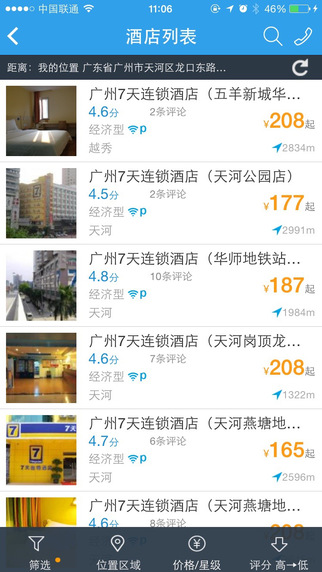 中国联通
11:06
46%
酒店列表
距离：我的位置 广东省广州市天河区龙口东路...
广州7天连锁酒店（五羊新城华...
4.6分 2条评论
¥208起
经济型 p
越秀 2834m
广州7天连锁酒店（天河公园店）
4.5分 2条评论
¥177起
经济型 p
天河 2991m
广州7天连锁酒店（华师地铁站...
4.8分 10条评论
¥187起
经济型 p
天河 1984m
广州7天连锁酒店（天河岗顶龙...
4.6分 7条评论
¥208起
经济型 p
天河 1322m
广州7天连锁酒店（天河燕塘地...
4.7分 6条评论
¥165起
经济型 p
天河 2596m
7
7天连锁酒店
广州7天连锁酒店（天河燕塘地...
4.6分 8条评论
筛选 位置区域 价格/星级 评分 高→低